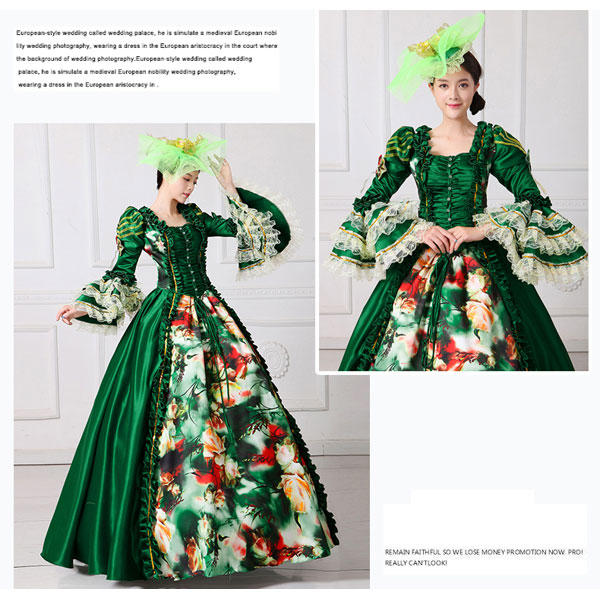 European-style wedding called wedding palace, he is simulate a medieval European nobi
lity wedding photography, wearing a dress in the European aristocracy in the court where
the background of wedding photography.European-style wedding called wedding
palace, he is simulate a medieval European nobility wedding photography,
wearing a dress in the European aristocracy in .
REMAIN FAITHFUL SO WE LOSE MONEY PROMOTION NOW. PRO!
REALLY CAN'TLOOK!